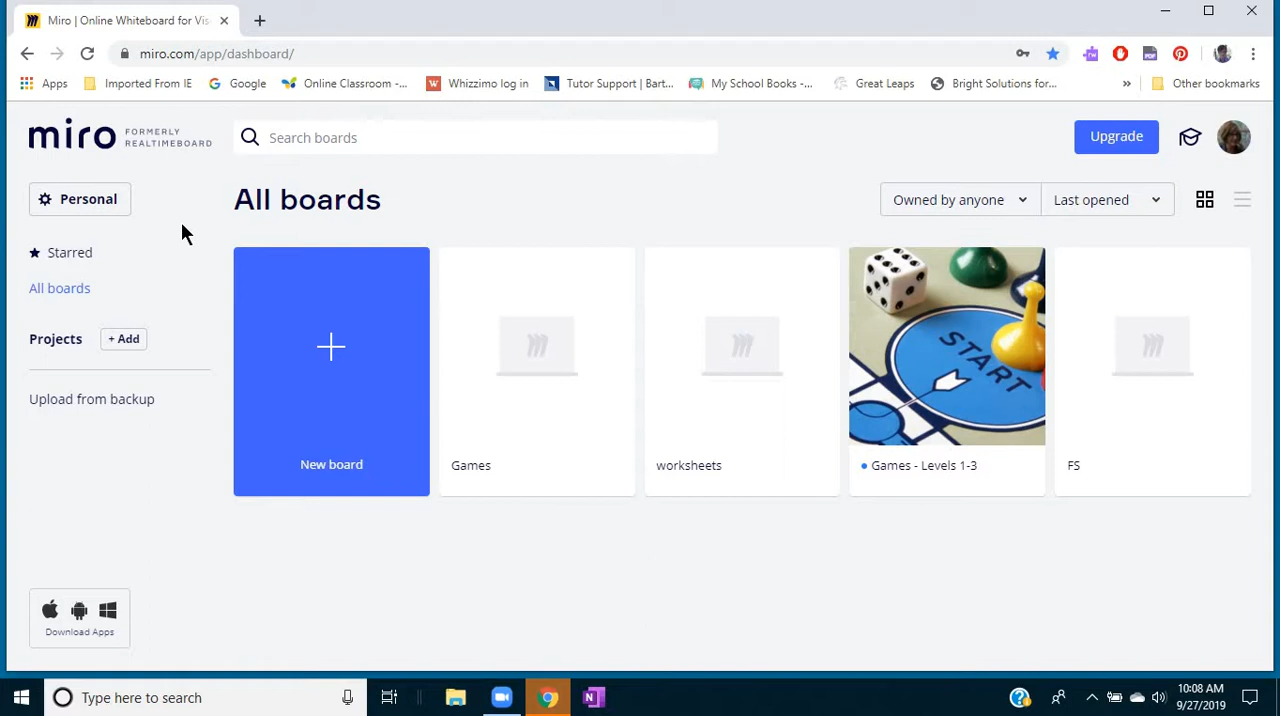 Miro | Online Whiteboard for Vis
miro.com/app/dashboard/
Apps
Imported From IE
Google
Online Classroom -...
Whizzimo log in
Tutor Support | Bart...
My School Books -...
Great Leaps
Bright Solutions for...
»
Other bookmarks
miro FORMERLY
REALTIMEBOARD
Search boards
Upgrade
Personal
All boards
Owned by anyone
Last opened
Starred
All boards
Projects
+ Add
Upload from backup
START
New board
Games
worksheets
Games - Levels 1-3
FS
Download Apps
Type here to search
10:08 AM
9/27/2019